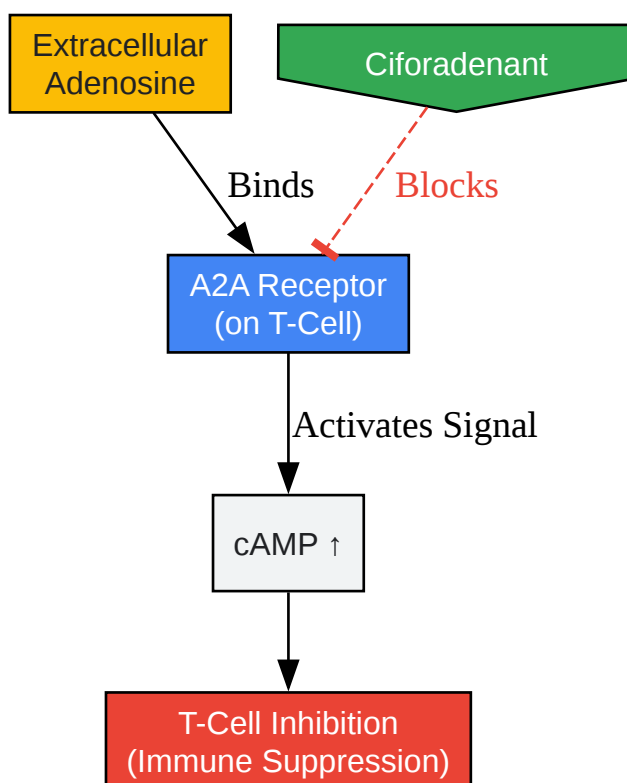 Extracellular
Adenosine
Ciforadenant
Binds
Blocks
A2A Receptor
(on T-Cell)
Activates Signal
cAMP ↑
T-Cell Inhibition
(Immune Suppression)